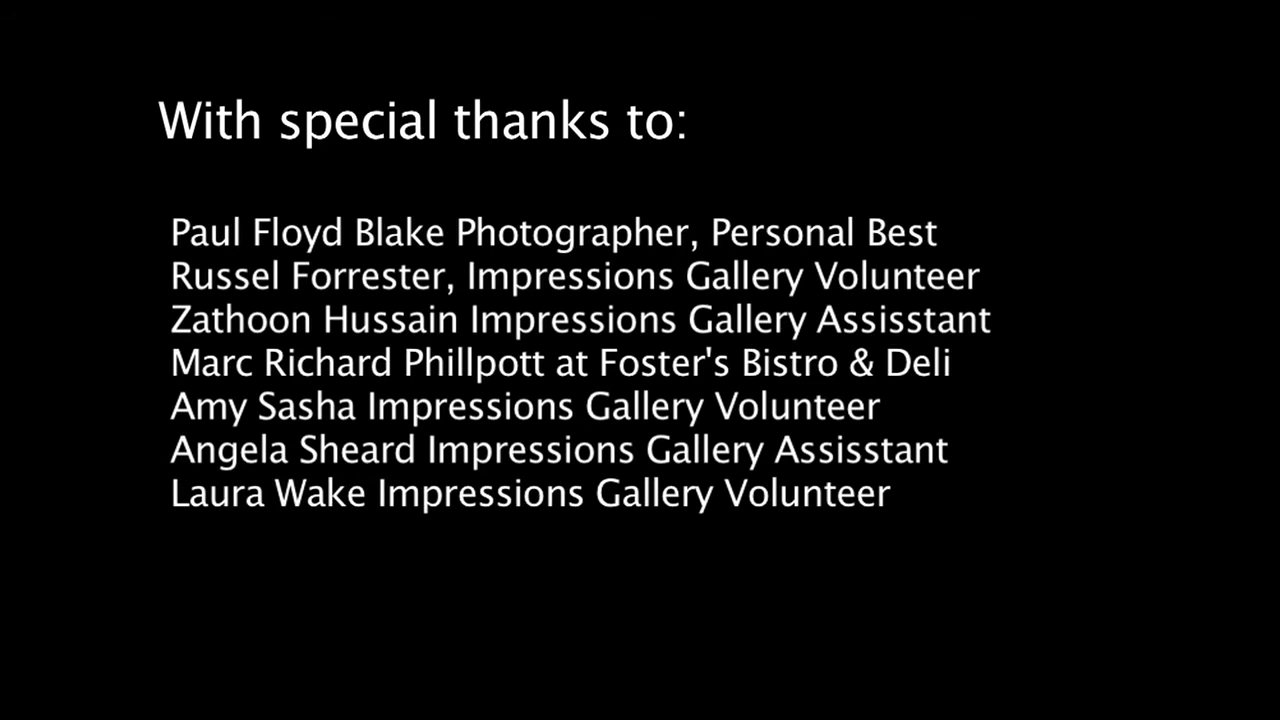 With special thanks to:
Paul Floyd Blake Photographer, Personal Best
Russel Forrester, Impressions Gallery Volunteer
Zathoon Hussain Impressions Gallery Assisstant
Marc Richard Phillpott at Foster's Bistro & Deli
Amy Sasha Impressions Gallery Volunteer
Angela Sheard Impressions Gallery Assisstant
Laura Wake Impressions Gallery Volunteer